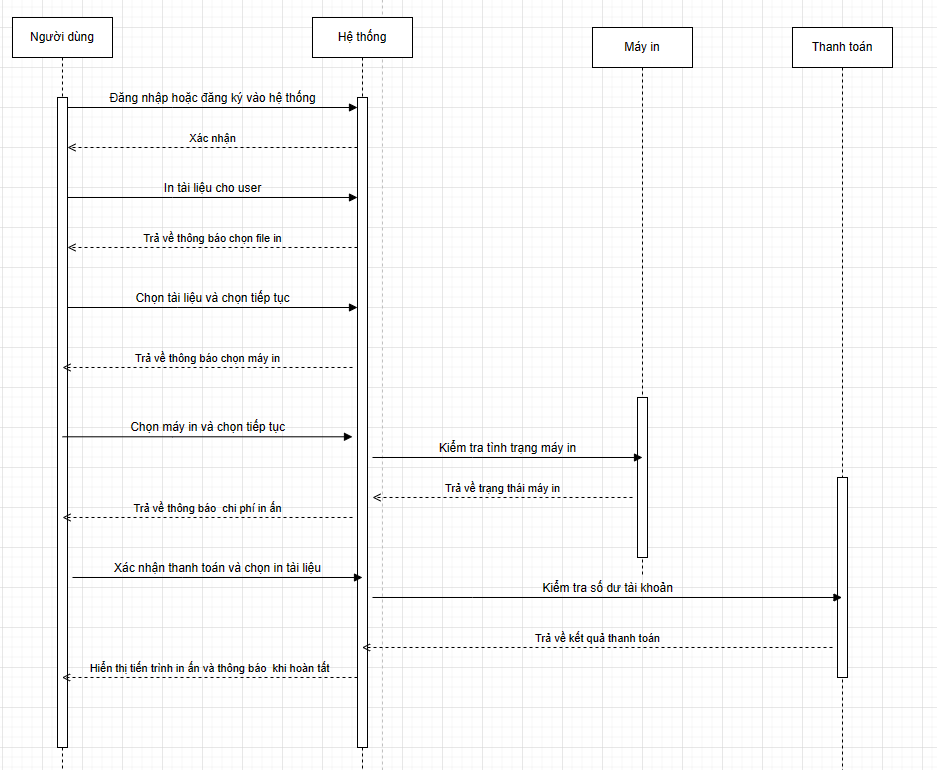 Người dùng
Hệ thống
Máy in
Thanh toán
Đăng nhập hoặc đăng ký vào hệ thống
Xác nhận
In tài liệu cho user
Trả về thông báo chọn file in
Chọn tài liệu và chọn tiếp tục
Trả về thông báo chọn máy in
Chọn máy in và chọn tiếp tục
Kiểm tra tình trạng máy in
Trả về trạng thái máy in
Trả về thông báo chi phí in ấn
Xác nhận thanh toán và chọn in tài liệu
Kiểm tra số dư tài khoản
Trả về kết quả thanh toán
Hiển thị tiến trình in ấn và thông báo khi hoàn tất